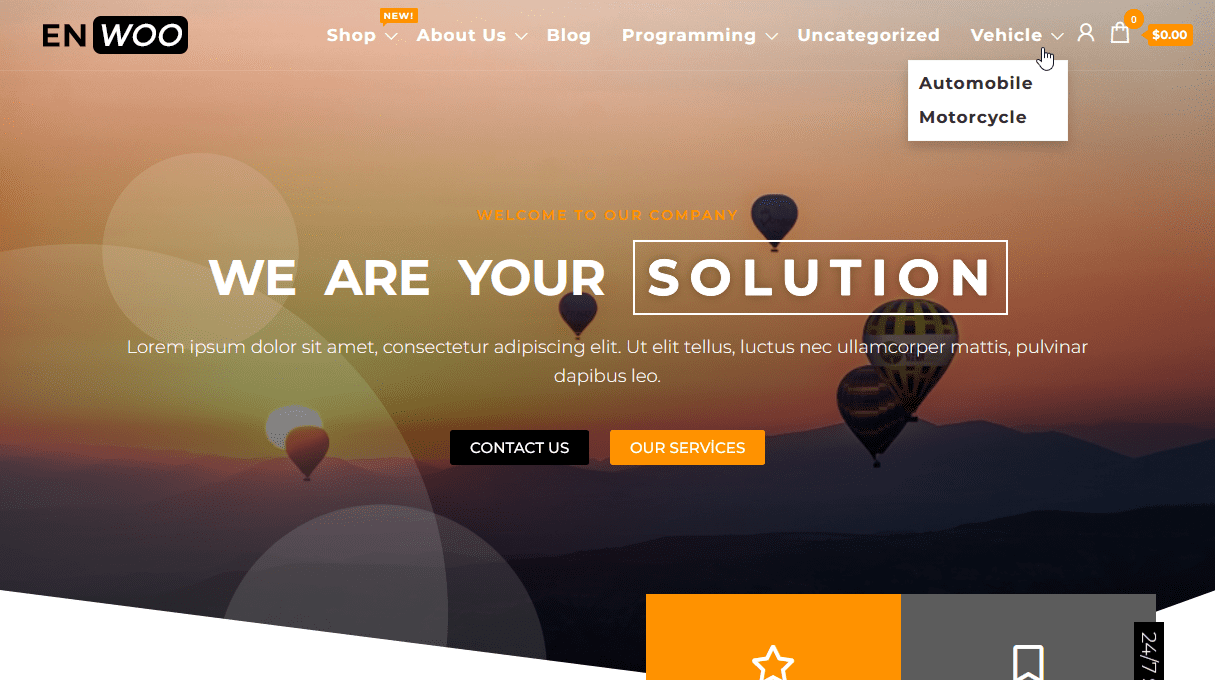 EN WOO
NEW!
Shop About Us Blog Programming Uncategorized Vehicle 0 $0.00
Automobile
Motorcycle
WELCOME TO OUR COMPANY
WE ARE YOUR SOLUTION
Lorem ipsum dolor sit amet, consectetur adipiscing elit. Ut elit tellus, luctus nec ullamcorper mattis, pulvinar
dapibus leo.
CONTACT US OUR SERVİCES
24/7